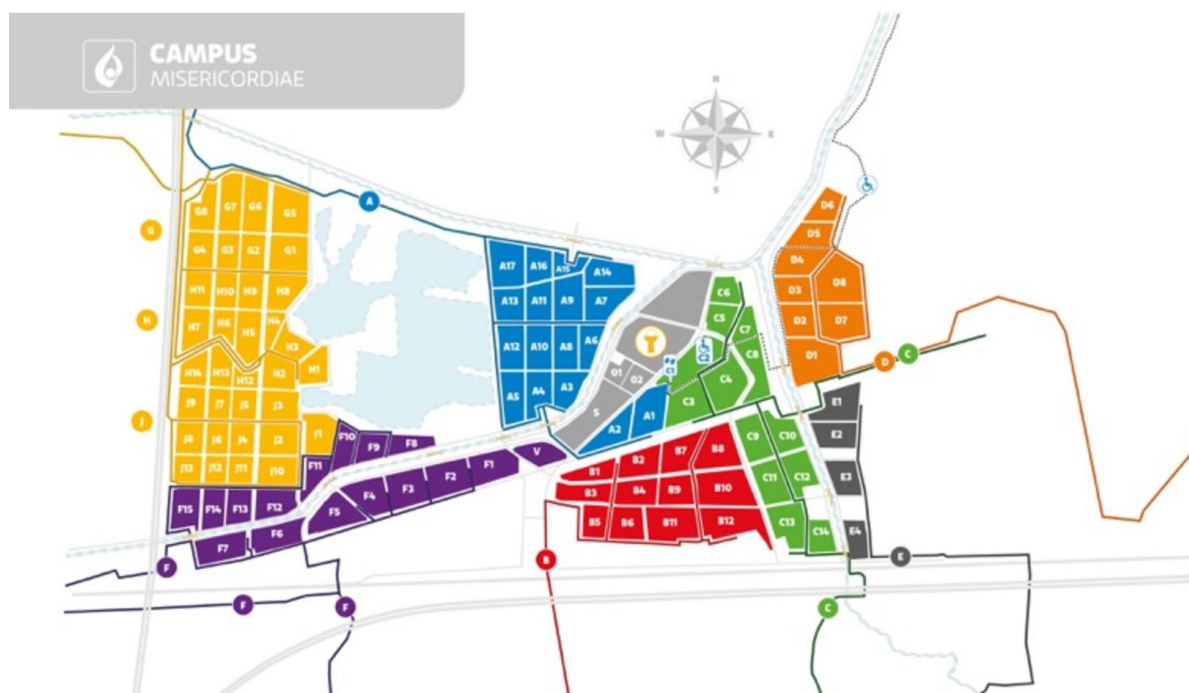 CAMPUS
MISERICORDIAE
N
W E
S
G8 G7 G6 G5
G4 G3 G2 G1
H11 H10 H9 H8
H7 H6 H5 H4 H3
H14 H13 H12 H2 H1
J9 J7 J5 J3
J8 J6 J4 J2 J1
J13 J12 J11 J10
G
H
J
A
A17 A16 A15 A14
A13 A11 A9 A7
A12 A10 A8 A6
A5 A4 A3
A2 A1
O1 O2
S
C1
C2
C6
C5 C7
C8
C4
C3
C9 C10
C11 C12
C13 C14
D6
D5
D4
D3 D8
D2 D7
D1
D C
E1
E2
E3
E4
E
F10 F9 F8
F11
F15 F14 F13 F12
F7 F6 F5 F4 F3 F2 F1 V
F
F
F
B1 B2 B7 B8
B3 B4 B9 B10
B5 B6 B11 B12
B
C